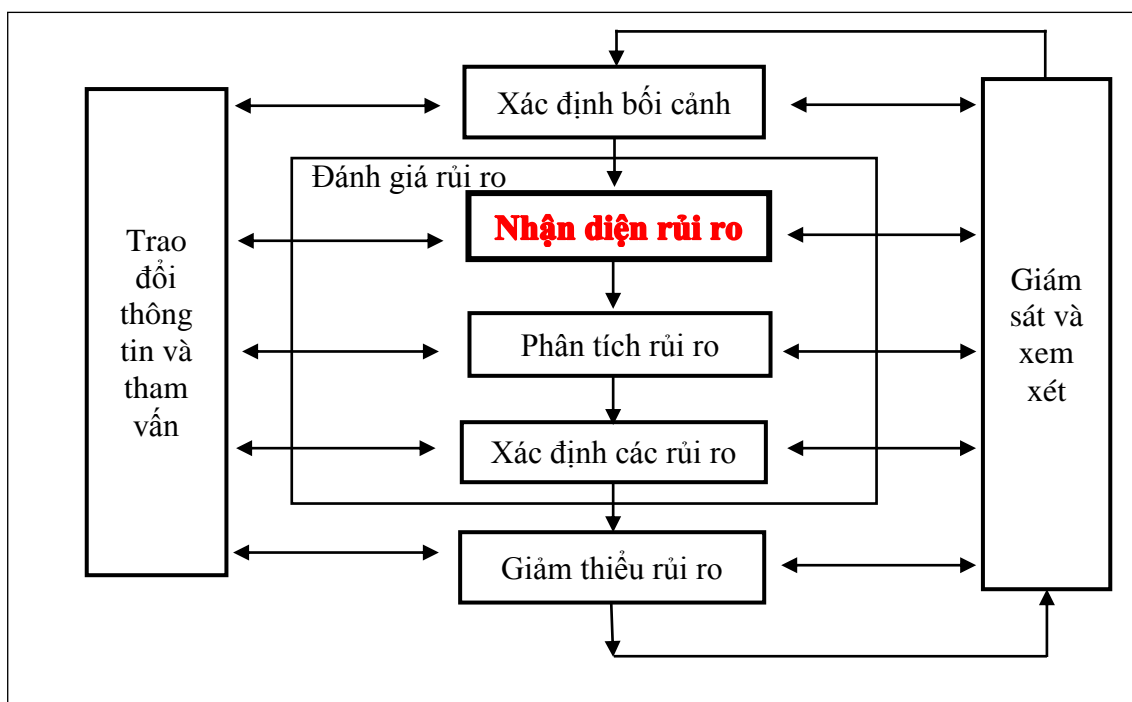 Xác định bối cảnh
Đánh giá rủi ro
Nhận diện rủi ro
Trao
đổi
thông
tin và
tham
vấn
Phân tích rủi ro
Giám
sát và
xem
xét
Xác định các rủi ro
Giảm thiểu rủi ro